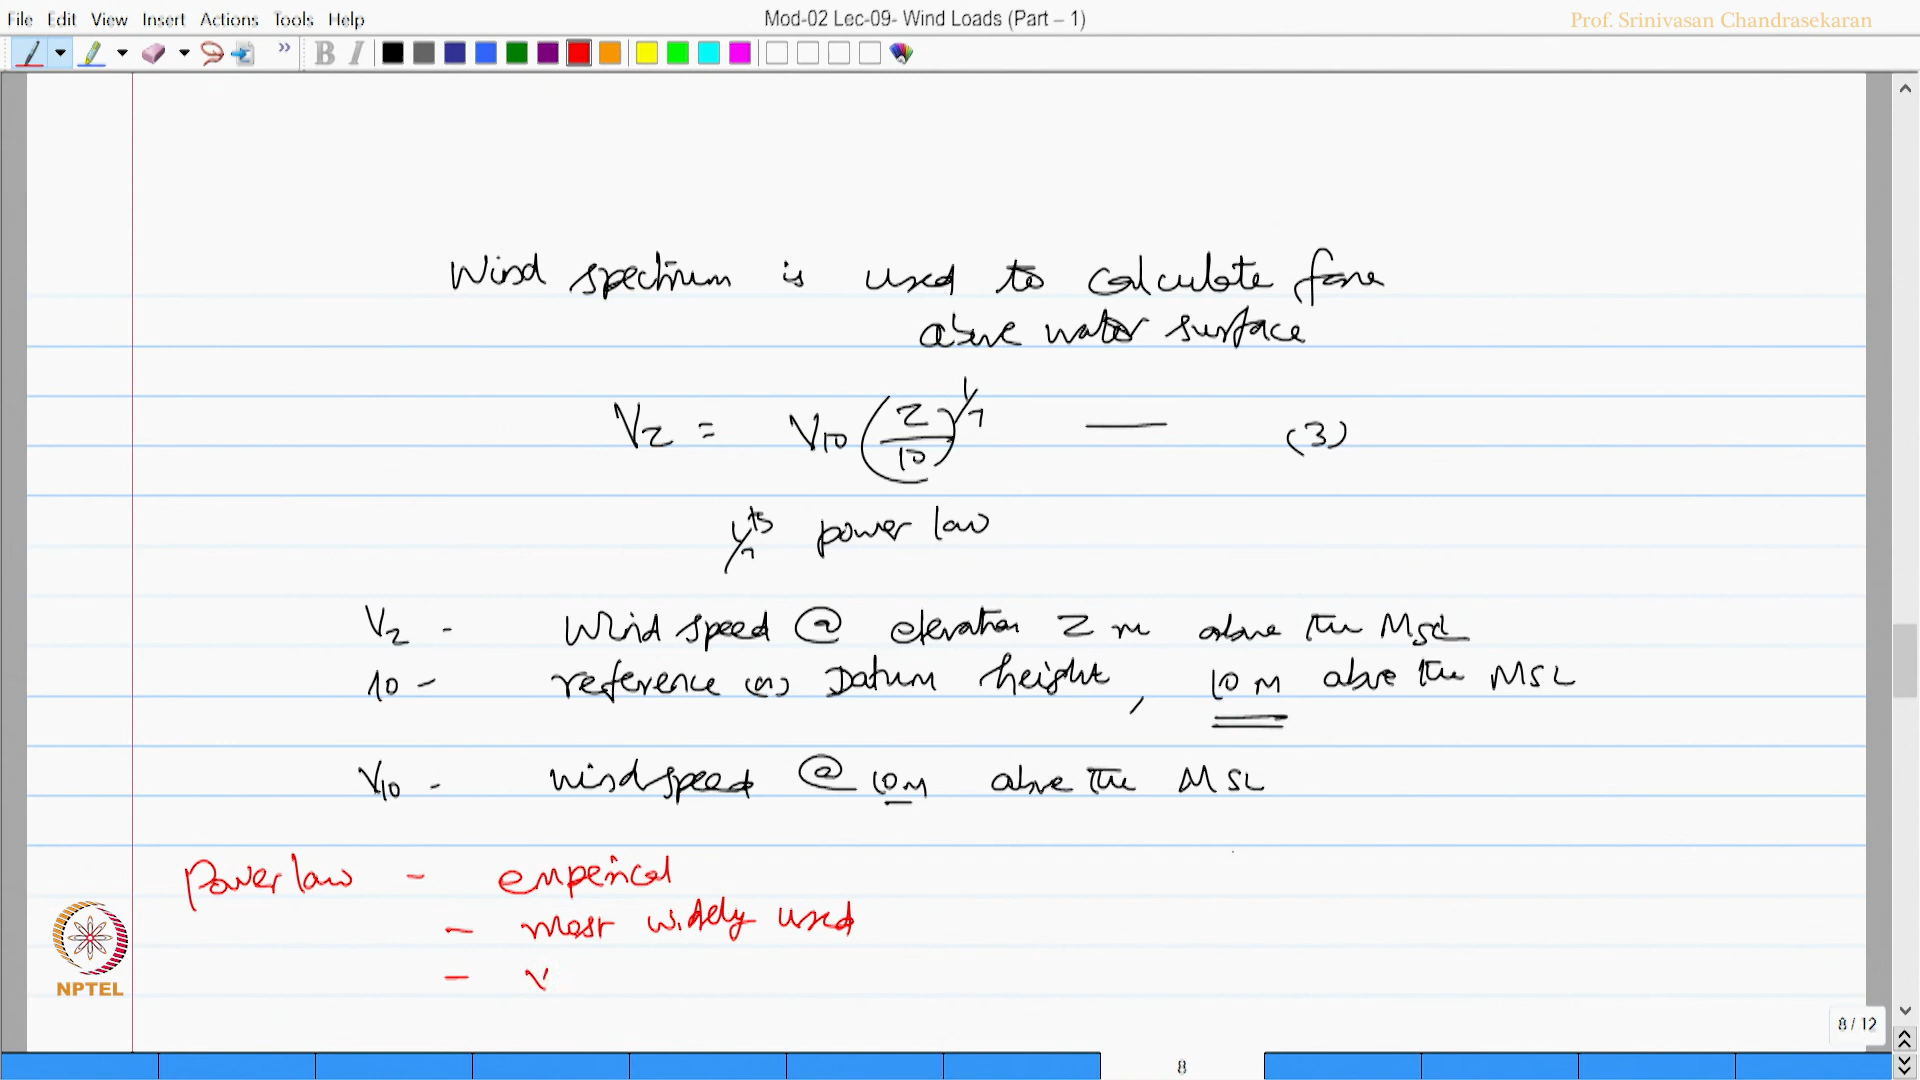 File Edit View Insert Actions Tools Help
Mod-02 Lec-09- Wind Loads (Part – 1)
Prof. Srinivasan Chandrasekaran
B I
Wind spectrum is used to calculate force
above water surface
Vz = V10 (Z/10)^1/7 — (3)
1/7 th power law
Vz - Wind speed @ elevation Z m above the MSL
10 - reference (or) Datum height, 10 m above the MSL
V10 - windspeed @ 10m above the MSL
Power law - emperical
- most widely used
-
NPTEL
8 / 12
8